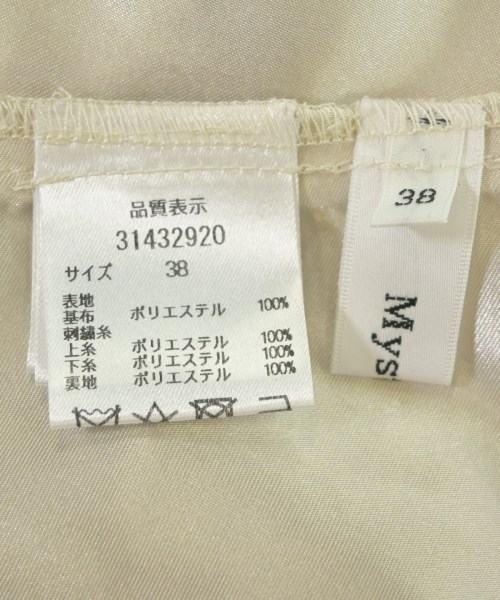 品質表示
31432920
サイズ 38
表地
基布 ポリエステル 100%
刺繍糸
上糸 ポリエステル 100%
下糸 ポリエステル 100%
裏地 ポリエステル 100%
38
Mys